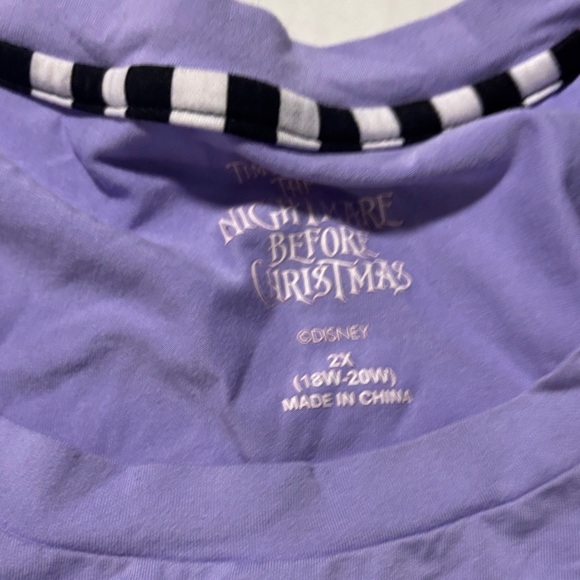 THE
NIGHTMARE
BEFORE
CHRISTMAS
©DISNEY
2X
(18W-20W)
MADE IN CHINA